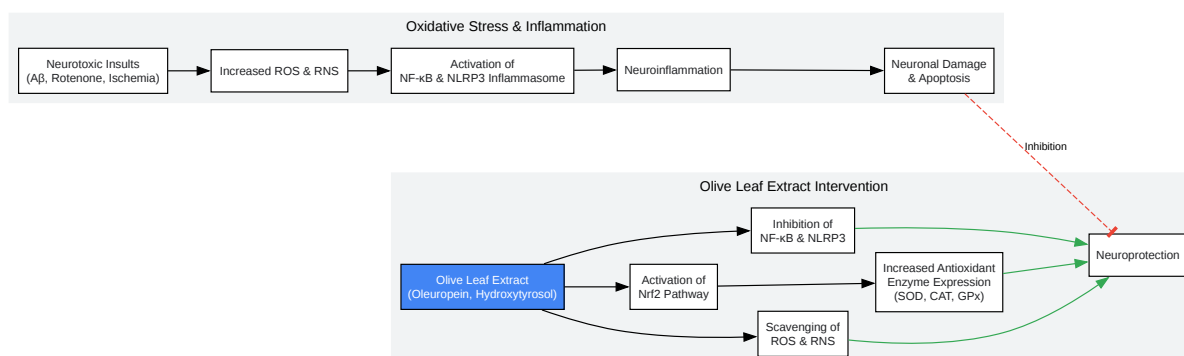 Oxidative Stress & Inflammation
Neurotoxic Insults
(Aβ, Rotenone, Ischemia)
Increased ROS & RNS
Activation of
NF-κB & NLRP3 Inflammasome
Neuroinflammation
Neuronal Damage
& Apoptosis
Inhibition
Olive Leaf Extract Intervention
Olive Leaf Extract
(Oleuropein, Hydroxytyrosol)
Inhibition of
NF-κB & NLRP3
Activation of
Nrf2 Pathway
Increased Antioxidant
Enzyme Expression
(SOD, CAT, GPx)
Scavenging of
ROS & RNS
Neuroprotection